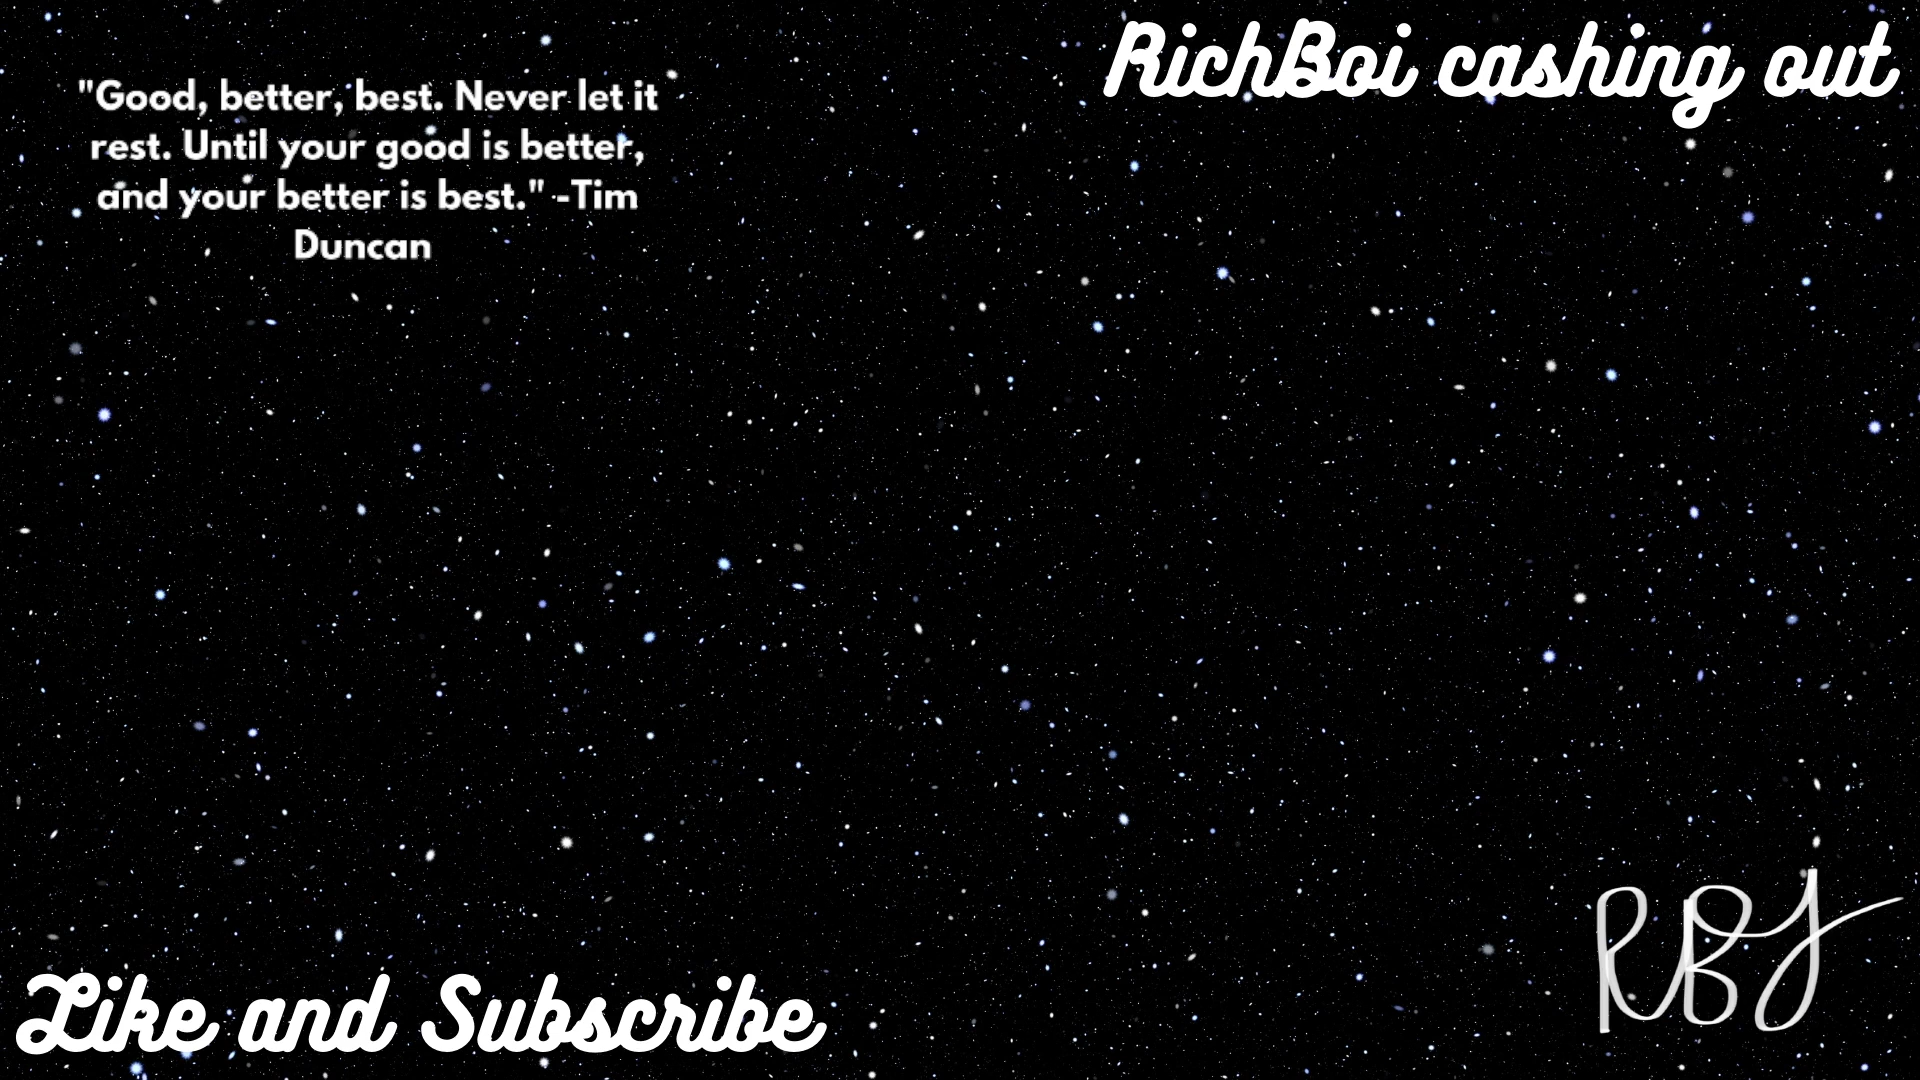 RichBoi cashing out
"Good, better, best. Never let it
rest. Until your good is better,
and your better is best." -Tim
Duncan
Like and Subscribe
RBJ